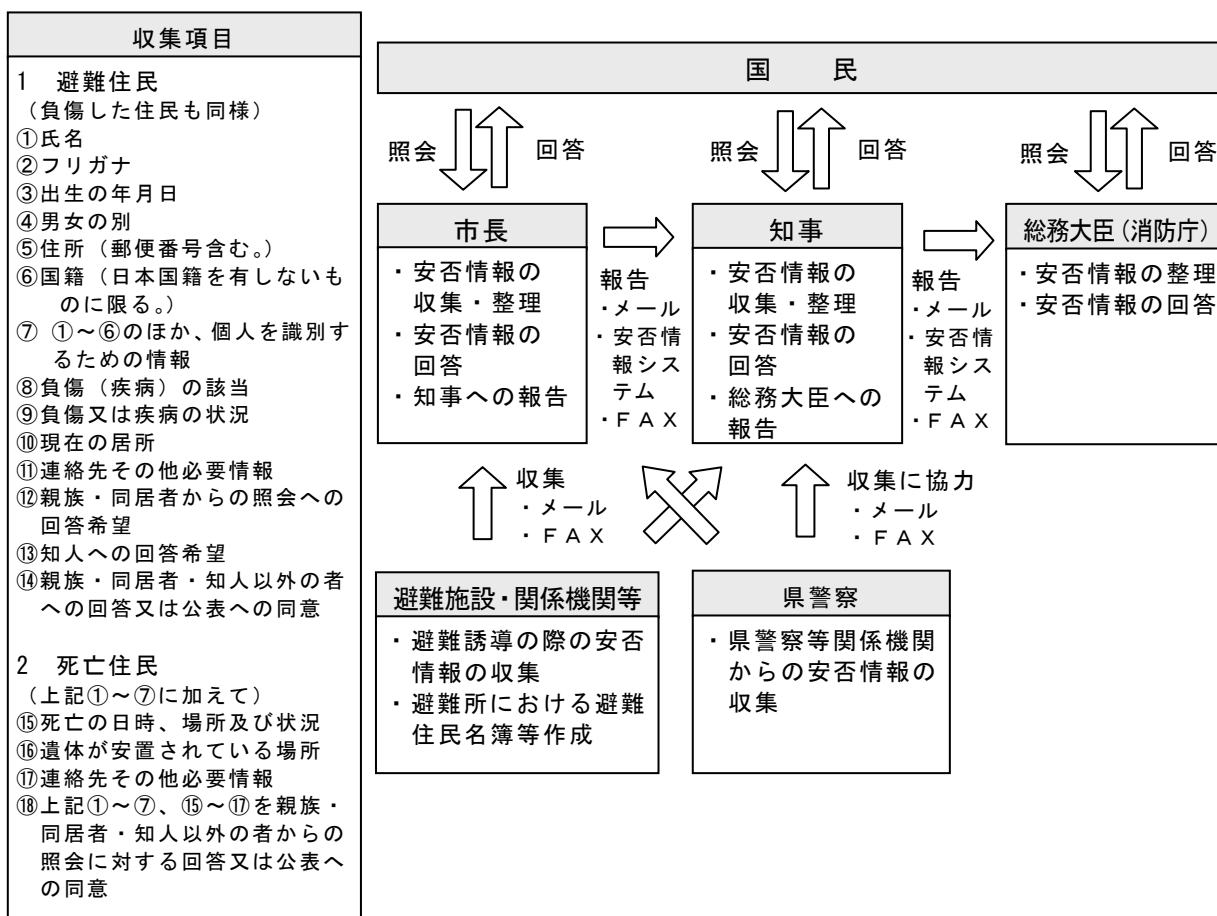 収集項目
1 避難住民
(負傷した住民も同様)
①氏名
②フリガナ
③出生の年月日
④男女の別
⑤住所(郵便番号含む。)
⑥国籍(日本国籍を有しないも
のに限る。)
⑦ ①~⑥のほか、個人を識別す
るための情報
⑧負傷(疾病)の該当
⑨負傷又は疾病の状況
⑩現在の居所
⑪連絡先その他必要情報
⑫親族・同居者からの照会への
回答希望
⑬知人への回答希望
⑭親族・同居者・知人以外の者
への回答又は公表への同意
2 死亡住民
(上記①~⑦に加えて)
⑮死亡の日時、場所及び状況
⑯遺体が安置されている場所
⑰連絡先その他必要情報
⑱上記①~⑦、⑮~⑰を親族・
同居者・知人以外の者からの
照会に対する回答又は公表へ
の同意
国 民
照会
回答
照会
回答
照会
回答
市長
・安否情報の
収集・整理
・安否情報の
回答
・知事への報告
報告
・メール
・安否情
報シス
テム
・FAX
知事
・安否情報の
収集・整理
・安否情報の
回答
・総務大臣への
報告
報告
・メール
・安否情
報シス
テム
・FAX
総務大臣(消防庁)
・安否情報の整理
・安否情報の回答
収集
・メール
・FAX
収集に協力
・メール
・FAX
避難施設・関係機関等
・避難誘導の際の安否
情報の収集
・避難所における避難
住民名簿等作成
県警察
・県警察等関係機関
からの安否情報の
収集